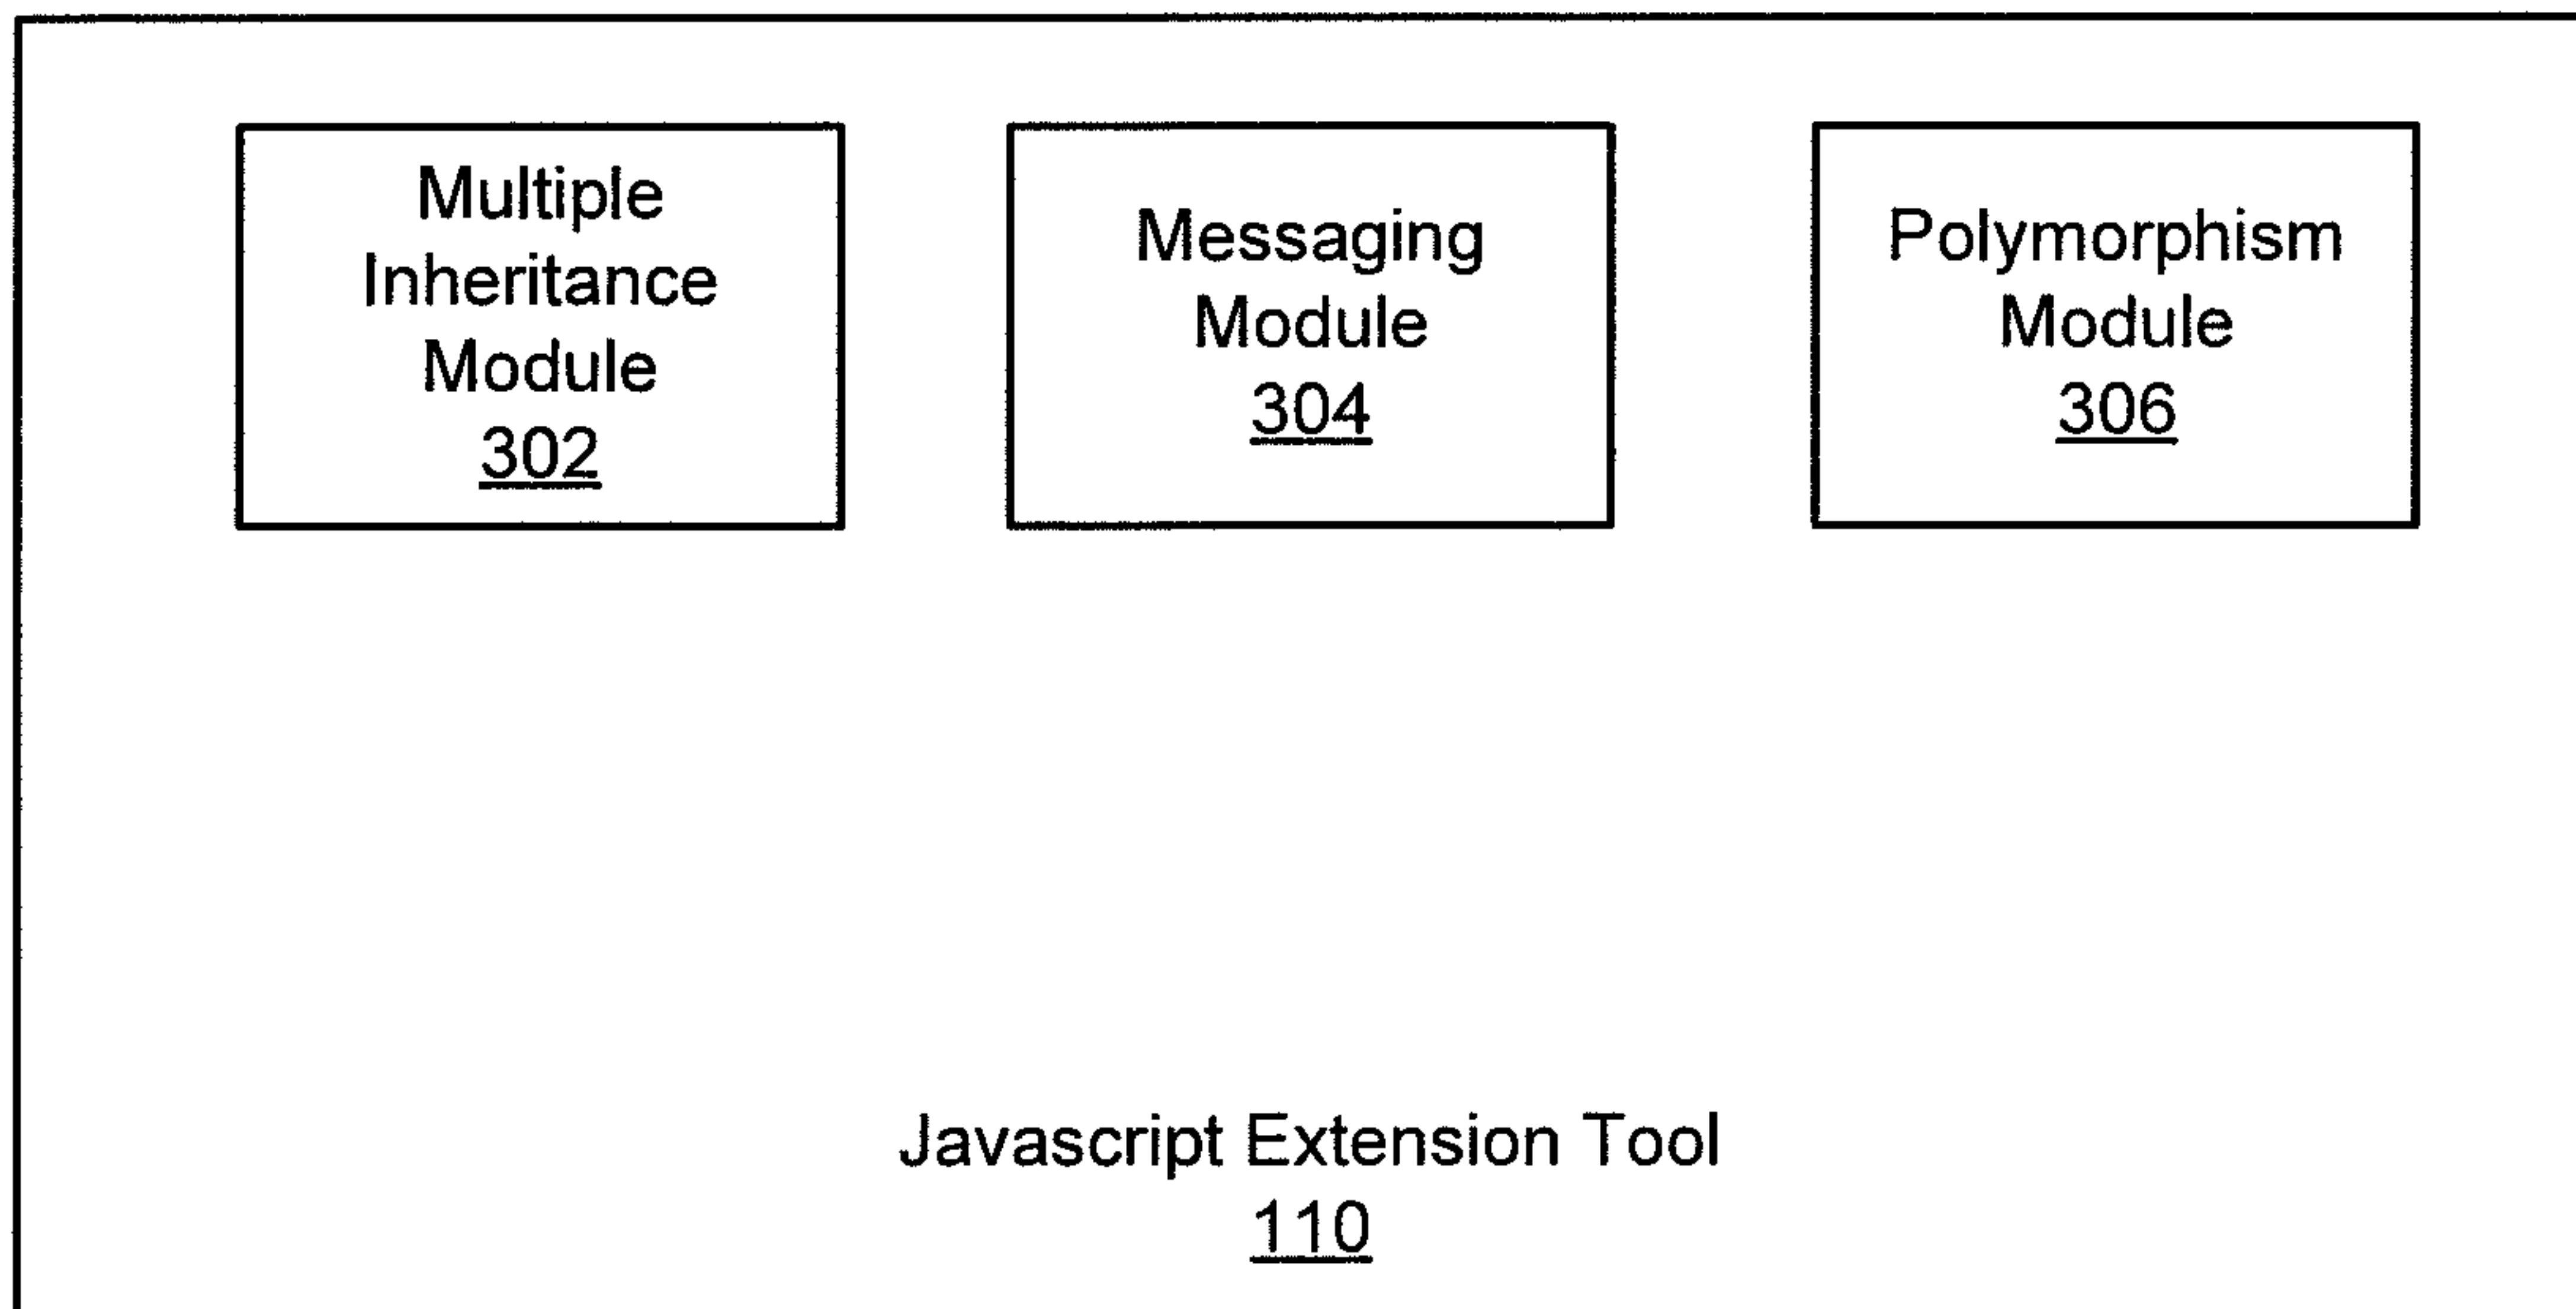 Multiple
Inheritance
Module
302
Messaging
Module
304
Polymorphism
Module
306
Javascript Extension Tool
110